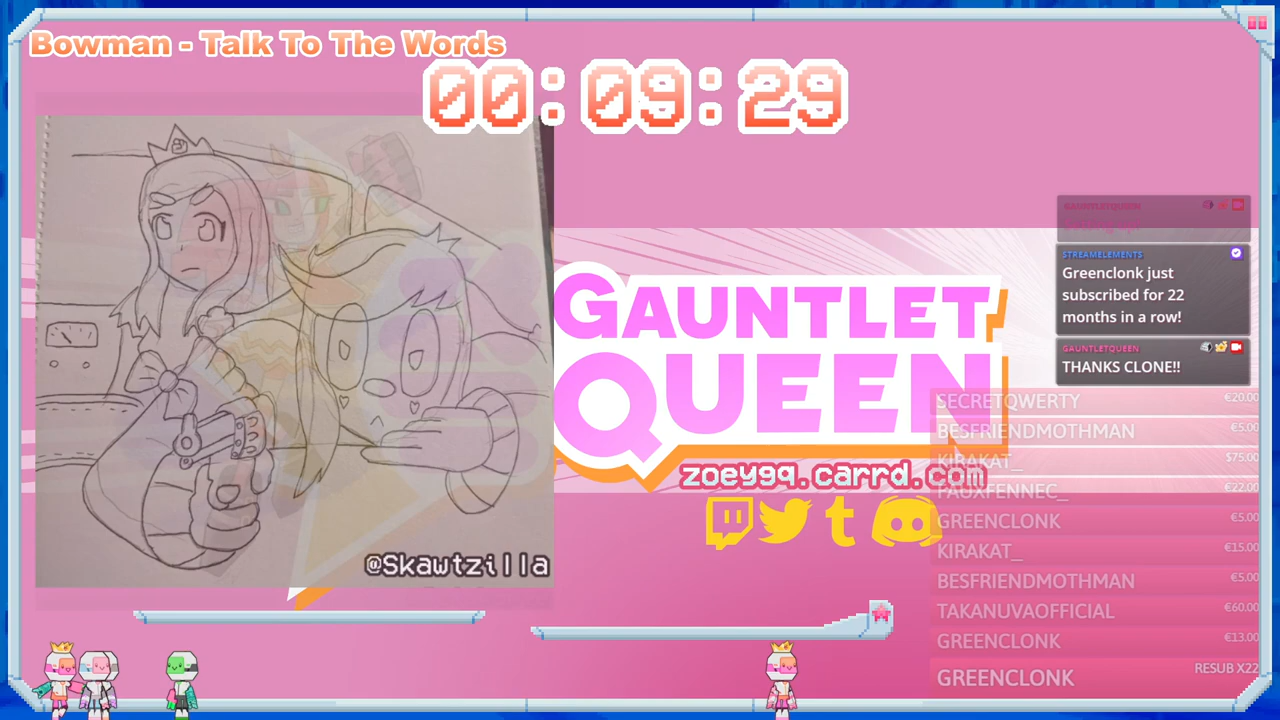 Bowman - Talk To The Words
00:09:29
GAUNTLETQUEEN
STREAMELEMENTS
Greenclonk just
subscribed for 22
months in a row!
GAUNTLETQUEEN
THANKS CLONE!!
GAUNTLET
QUEEN
zoeygq.carrd.com
@Skawtzilla
SECRETQWERTY €20.00
BESFRIENDMOTHMAN €5.00
KIRAKAT_ $75.00
FAUXFENNEC_ €22.00
GREENCLONK €5.00
KIRAKAT_ €15.00
BESFRIENDMOTHMAN €5.00
TAKANUVAOFFICIAL €60.00
GREENCLONK €13.00
GREENCLONK RESUB X22